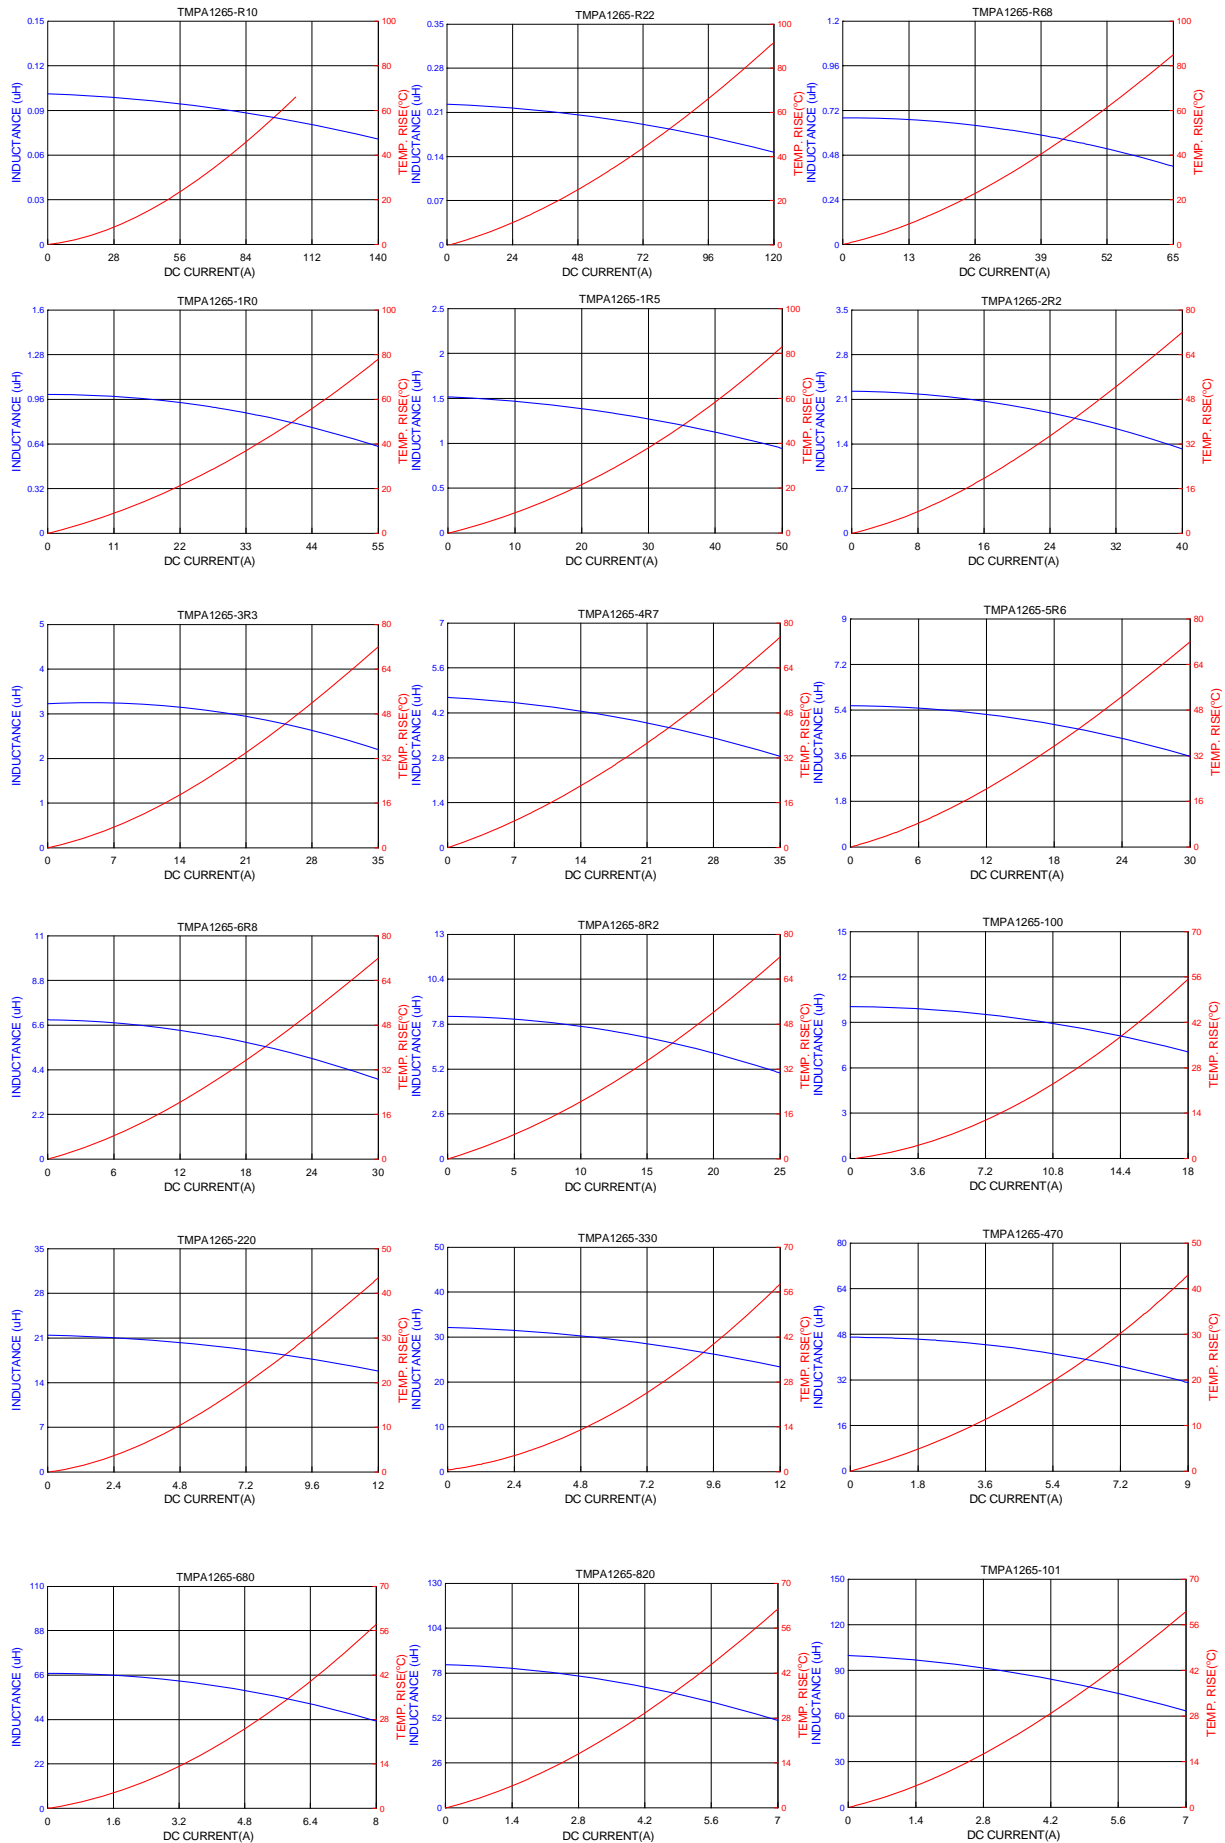 TMPA1265-R10
INDUCTANCE (uH)
0.15
0.12
0.09
0.06
0.03
0
100
80
60
40
20
0
TEMP. RISE(°C)
0 28 56 84 112 140
DC CURRENT(A)
TMPA1265-R22
INDUCTANCE (uH)
0.35
0.28
0.21
0.14
0.07
0
100
80
60
40
20
0
TEMP. RISE(°C)
0 24 48 72 96 120
DC CURRENT(A)
TMPA1265-R68
INDUCTANCE (uH)
1.2
0.96
0.72
0.48
0.24
0
100
80
60
40
20
0
TEMP. RISE(°C)
0 13 26 39 52 65
DC CURRENT(A)
TMPA1265-1R0
INDUCTANCE (uH)
1.6
1.28
0.96
0.64
0.32
0
100
80
60
40
20
0
TEMP. RISE(°C)
0 11 22 33 44 55
DC CURRENT(A)
TMPA1265-1R5
INDUCTANCE (uH)
2.5
2
1.5
1
0.5
0
100
80
60
40
20
0
TEMP. RISE(°C)
0 10 20 30 40 50
DC CURRENT(A)
TMPA1265-2R2
INDUCTANCE (uH)
3.5
2.8
2.1
1.4
0.7
0
80
64
48
32
16
0
TEMP. RISE(°C)
0 8 16 24 32 40
DC CURRENT(A)
TMPA1265-3R3
INDUCTANCE (uH)
5
4
3
2
1
0
80
64
48
32
16
0
TEMP. RISE(°C)
0 7 14 21 28 35
DC CURRENT(A)
TMPA1265-4R7
INDUCTANCE (uH)
7
5.6
4.2
2.8
1.4
0
80
64
48
32
16
0
TEMP. RISE(°C)
0 7 14 21 28 35
DC CURRENT(A)
TMPA1265-5R6
INDUCTANCE (uH)
9
7.2
5.4
3.6
1.8
0
80
64
48
32
16
0
TEMP. RISE(°C)
0 6 12 18 24 30
DC CURRENT(A)
TMPA1265-6R8
INDUCTANCE (uH)
11
8.8
6.6
4.4
2.2
0
80
64
48
32
16
0
TEMP. RISE(°C)
0 6 12 18 24 30
DC CURRENT(A)
TMPA1265-8R2
INDUCTANCE (uH)
13
10.4
7.8
5.2
2.6
0
80
64
48
32
16
0
TEMP. RISE(°C)
0 5 10 15 20 25
DC CURRENT(A)
TMPA1265-100
INDUCTANCE (uH)
15
12
9
6
3
0
70
56
42
28
14
0
TEMP. RISE(°C)
0 3.6 7.2 10.8 14.4 18
DC CURRENT(A)
TMPA1265-220
INDUCTANCE (uH)
35
28
21
14
7
0
50
40
30
20
10
0
TEMP. RISE(°C)
0 2.4 4.8 7.2 9.6 12
DC CURRENT(A)
TMPA1265-330
INDUCTANCE (uH)
50
40
30
20
10
0
70
56
42
28
14
0
TEMP. RISE(°C)
0 2.4 4.8 7.2 9.6 12
DC CURRENT(A)
TMPA1265-470
INDUCTANCE (uH)
80
64
48
32
16
0
50
40
30
20
10
0
TEMP. RISE(°C)
0 1.8 3.6 5.4 7.2 9
DC CURRENT(A)
TMPA1265-680
INDUCTANCE (uH)
110
88
66
44
22
0
70
56
42
28
14
0
TEMP. RISE(°C)
0 1.6 3.2 4.8 6.4 8
DC CURRENT(A)
TMPA1265-820
INDUCTANCE (uH)
130
104
78
52
26
0
70
56
42
28
14
0
TEMP. RISE(°C)
0 1.4 2.8 4.2 5.6 7
DC CURRENT(A)
TMPA1265-101
INDUCTANCE (uH)
150
120
90
60
30
0
70
56
42
28
14
0
TEMP. RISE(°C)
0 1.4 2.8 4.2 5.6 7
DC CURRENT(A)